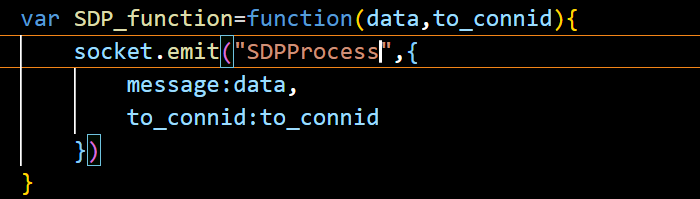 var SDP_function=function(data,to_connid){
socket.emit("SDPProcess",{
message:data,
to_connid:to_connid
})
}